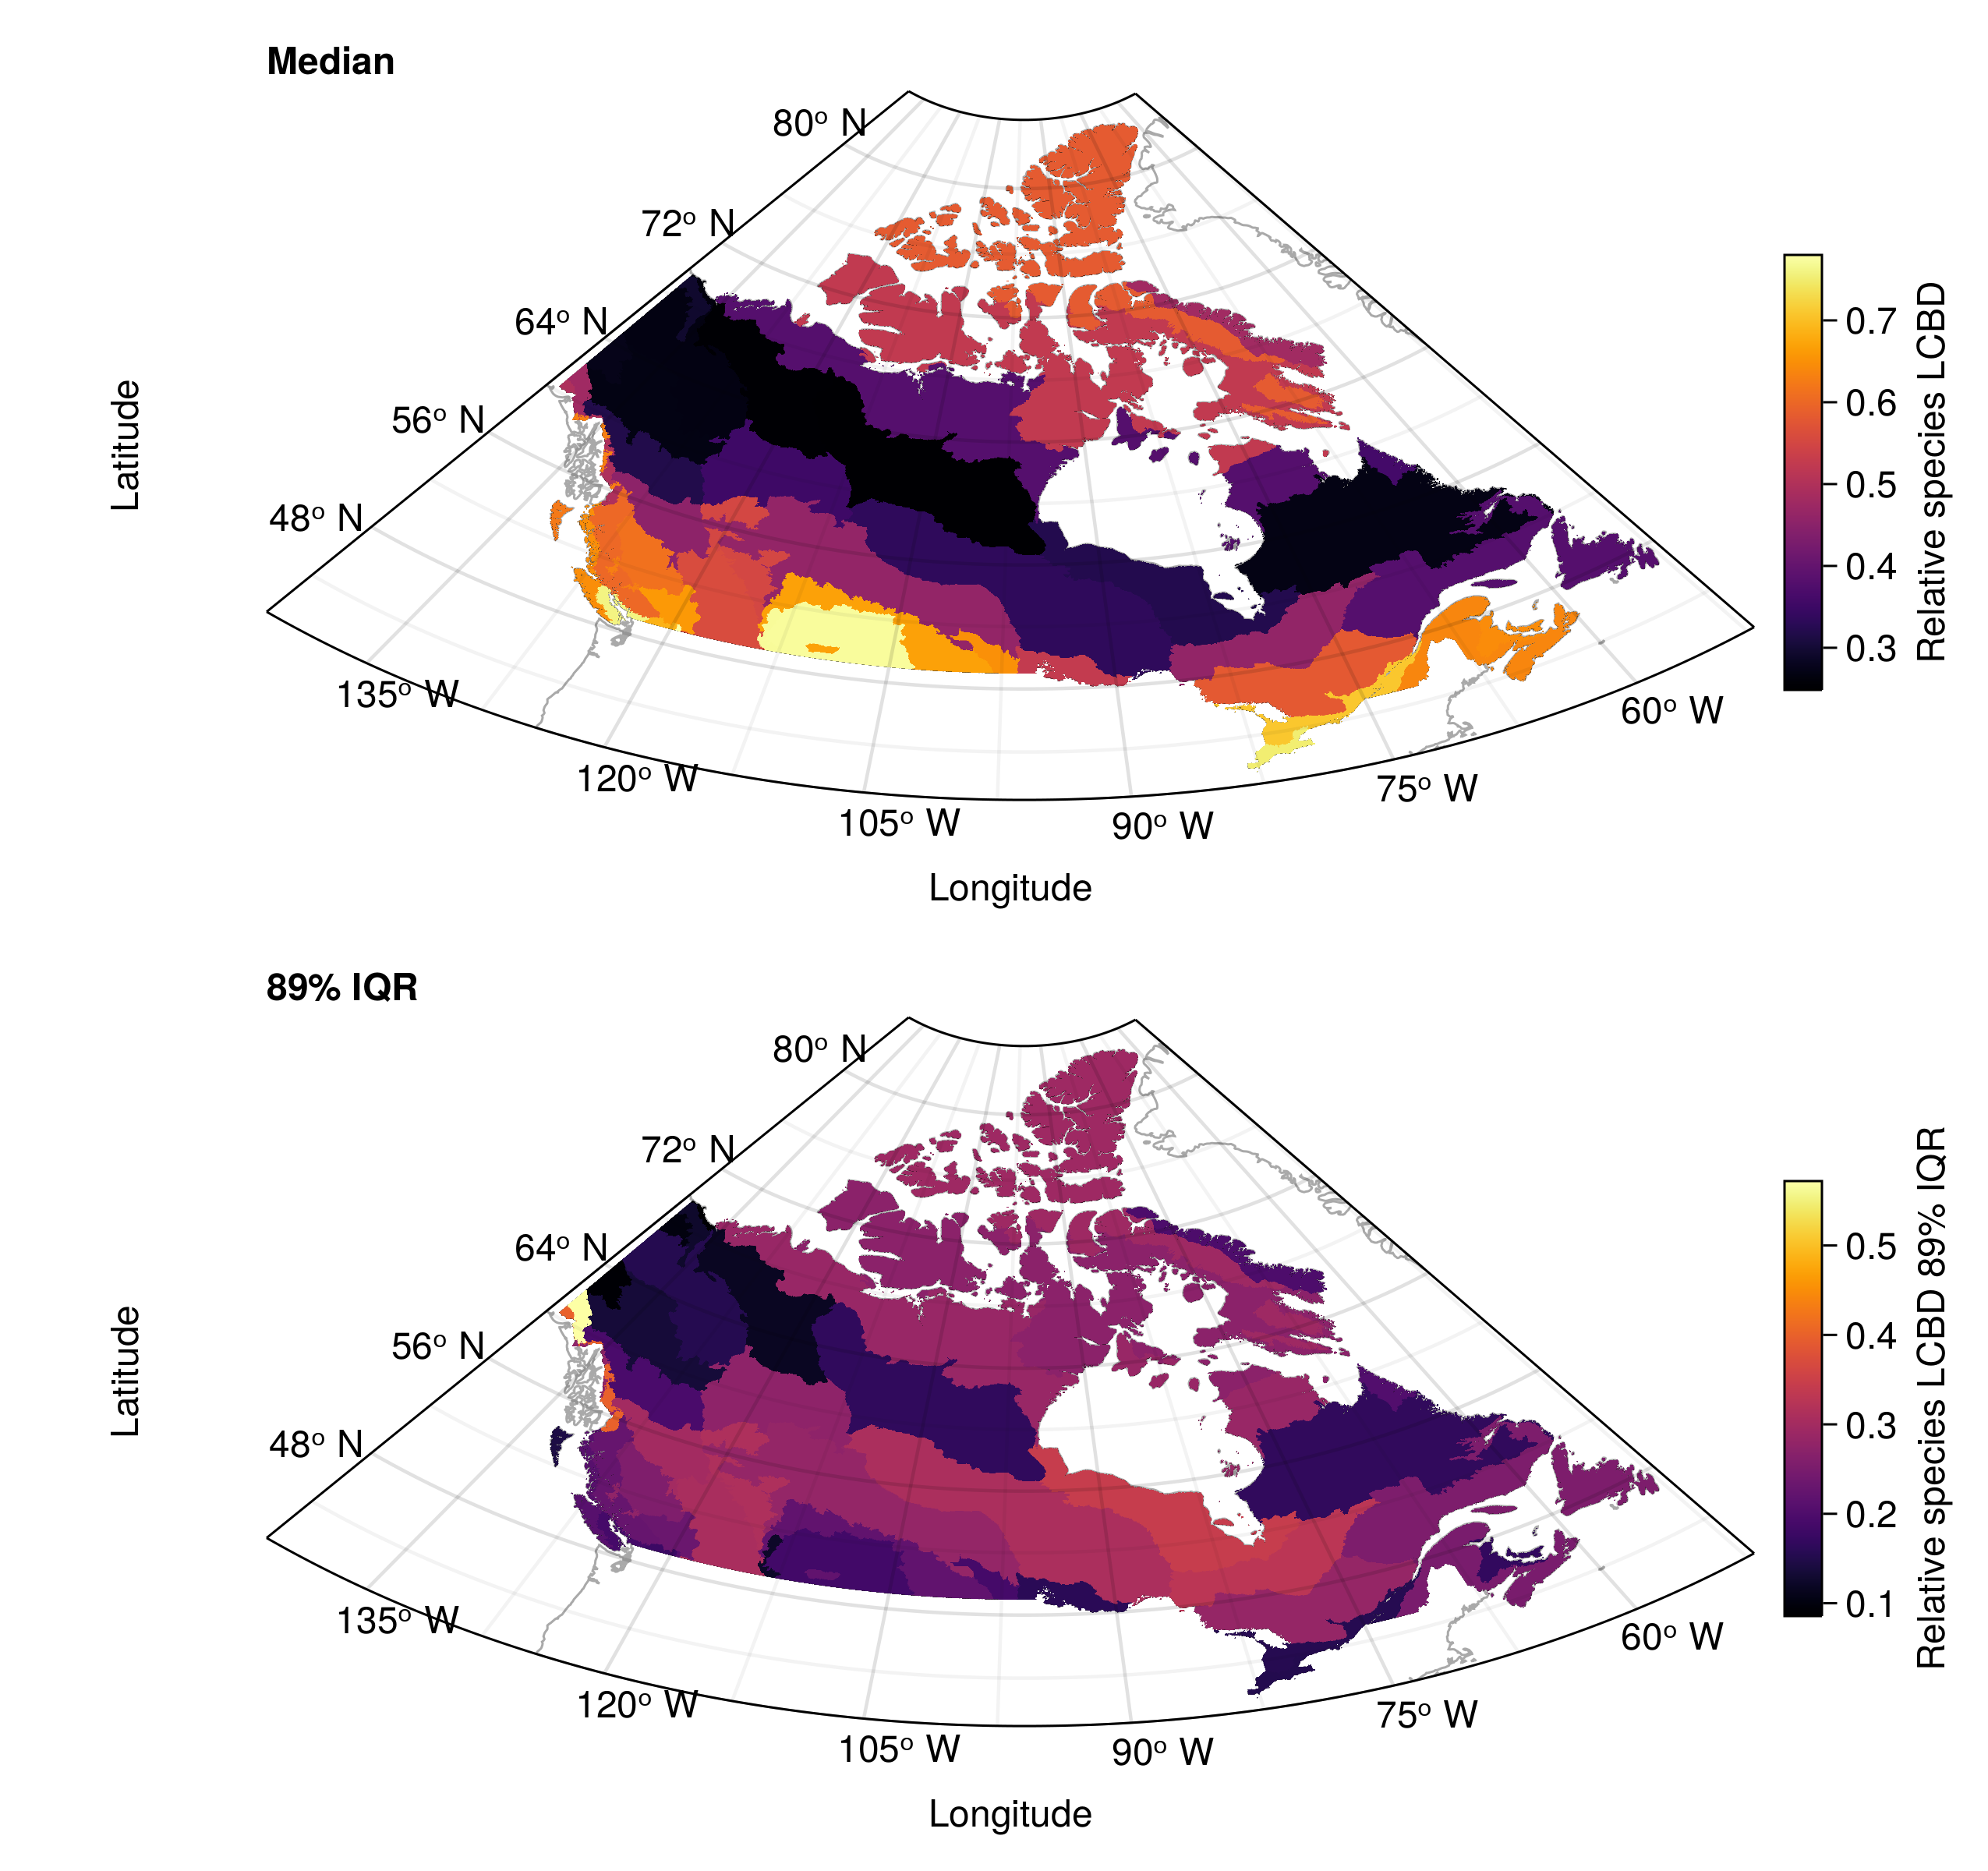 Median
80° N
72° N
64° N
56° N
48° N
Latitude
135° W
120° W
105° W
90° W
75° W
60° W
Longitude
0.7
0.6
0.5
0.4
0.3
Relative species LCBD
89% IQR
80° N
72° N
64° N
56° N
48° N
Latitude
135° W
120° W
105° W
90° W
75° W
60° W
Longitude
0.5
0.4
0.3
0.2
0.1
Relative species LCBD 89% IQR